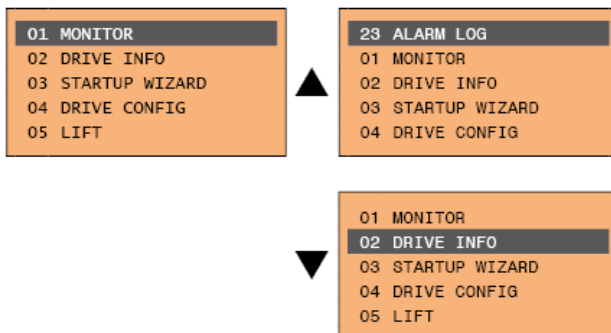 01 MONITOR
02 DRIVE INFO
03 STARTUP WIZARD
04 DRIVE CONFIG
05 LIFT
23 ALARM LOG
01 MONITOR
02 DRIVE INFO
03 STARTUP WIZARD
04 DRIVE CONFIG
01 MONITOR
02 DRIVE INFO
03 STARTUP WIZARD
04 DRIVE CONFIG
05 LIFT